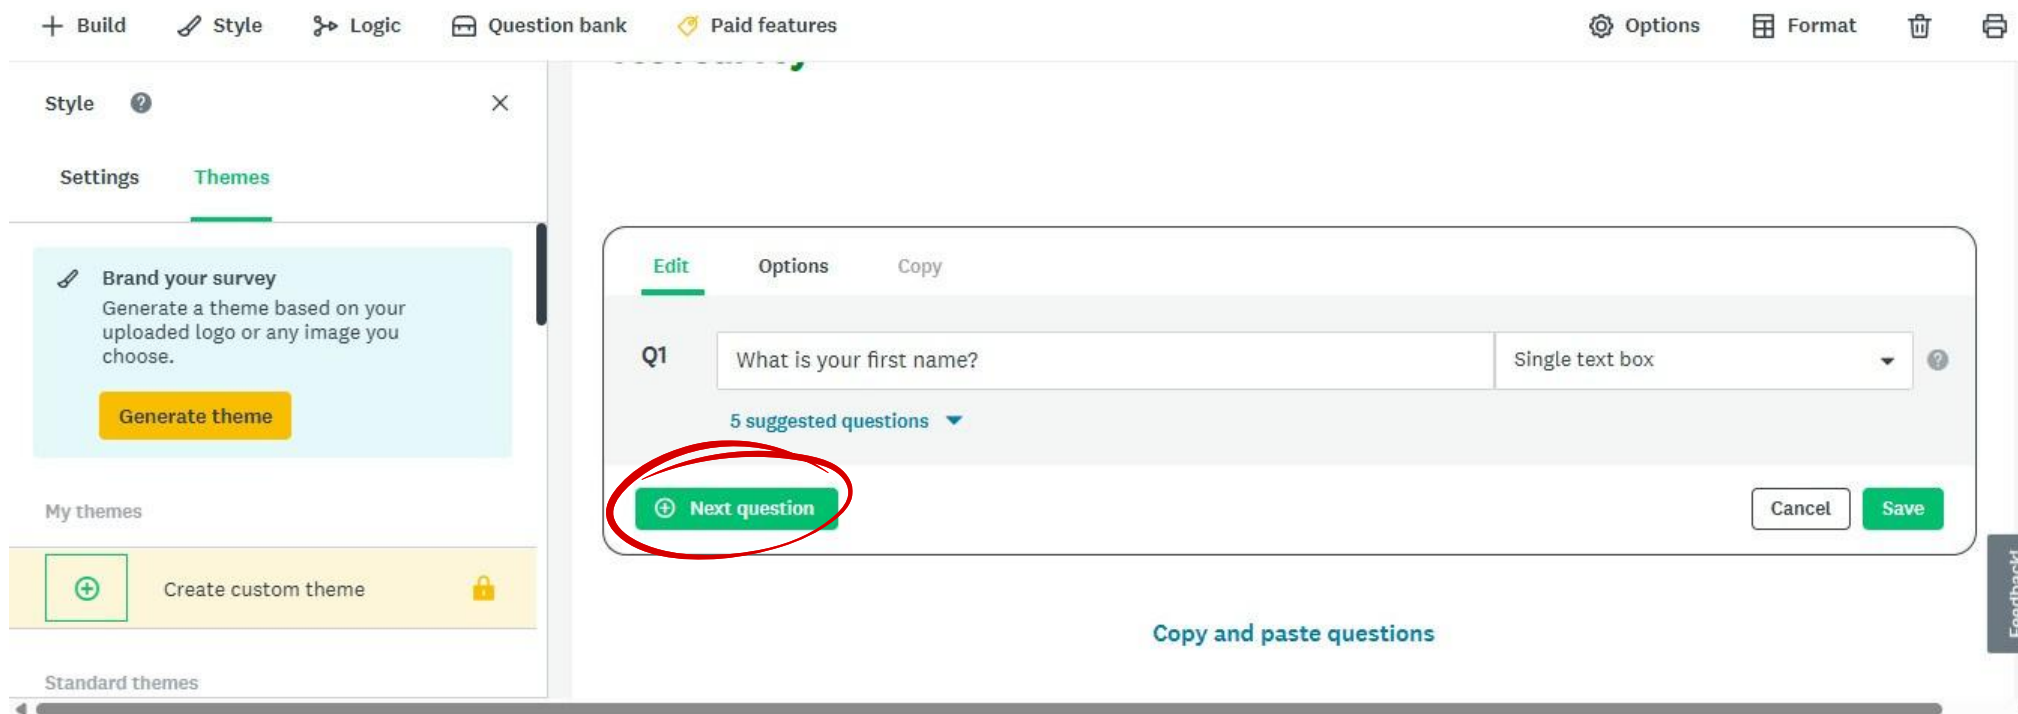 Build Style Logic Question bank Paid features Options Format
Style
Settings Themes
Brand your survey
Generate a theme based on your
uploaded logo or any image you
choose.
Generate theme
My themes
Create custom theme
Standard themes
Edit Options Copy
Q1 What is your first name? Single text box
5 suggested questions
Next question Cancel Save
Copy and paste questions
Feedback!